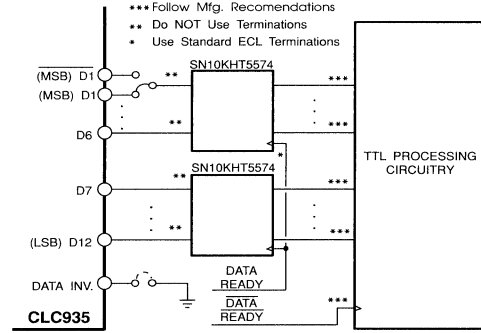 ***Follow Mfg. Recomendations
** Do NOT Use Terminations
* Use Standard ECL Terminations
SN10KHT5574
(MSB) D1
(MSB) D1
D6
**
**
***
***
*
SN10KHT5574
D7
(LSB) D12
**
**
***
***
TTL PROCESSING
CIRCUITRY
DATA INV.
DATA
READY
DATA
READY
***
CLC935